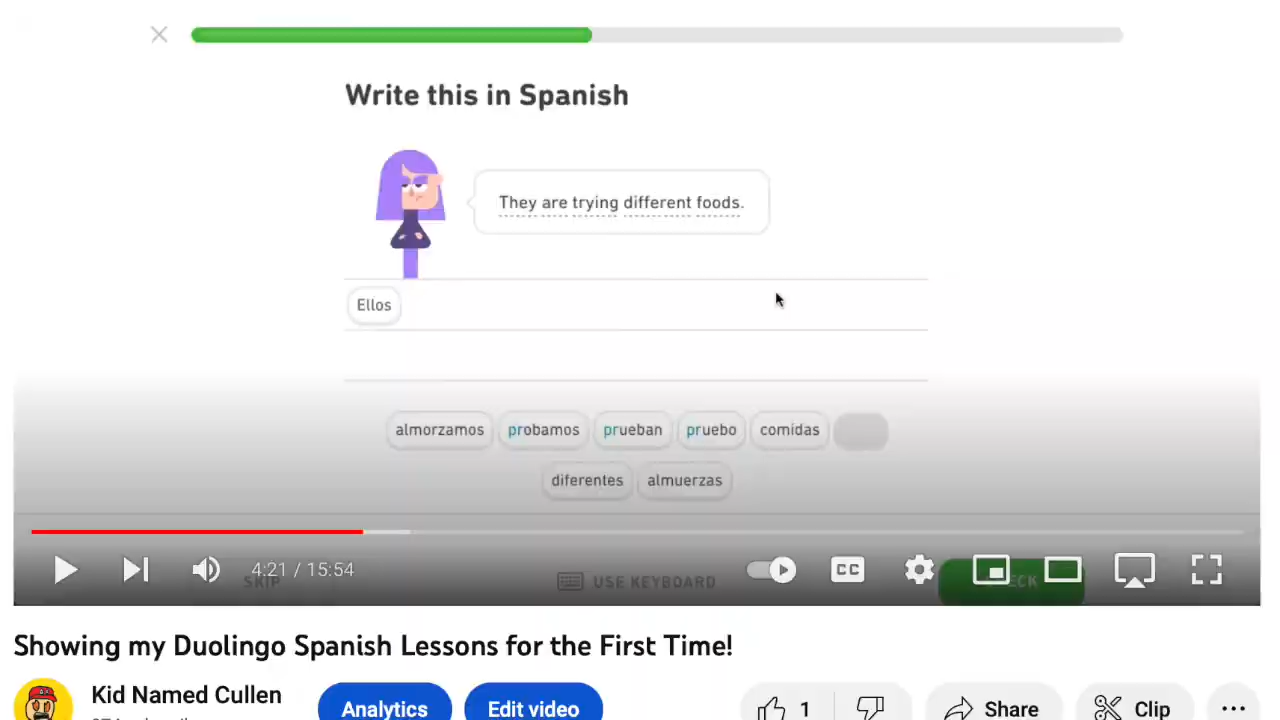 Write this in Spanish
They are trying different foods.
Ellos
almorzamos probamos prueban pruebo comidas
diferentes almuerzas
4:21 / 15:54
CC
SKIP
USE KEYBOARD
Showing my Duolingo Spanish Lessons for the First Time!
Kid Named Cullen
Analytics
Edit video
1
Share
Clip